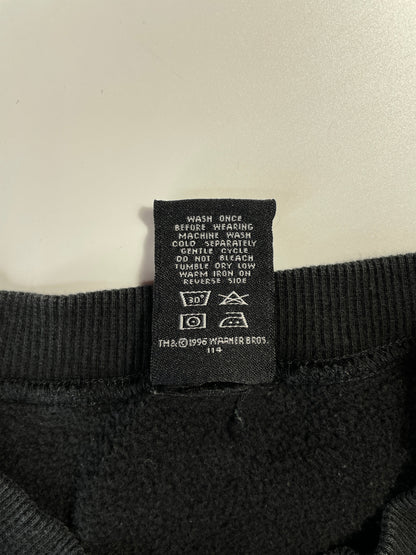 WASH ONCE
BEFORE WEARING
MACHINE WASH
COLD SEPARATELY
GENTLE CYCLE
DO NOT BLEACH
TUMBLE DRY LOW
WARM IRON ON
REVERSE SIDE
30°
TM&©1996 WARNER BROS.
114